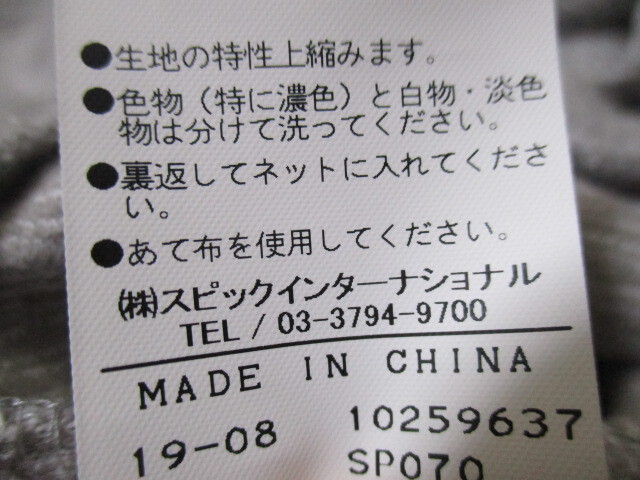 ●生地の特性上縮みます。
●色物(特に濃色)と白物・淡色
物は分けて洗ってください。
●裏返してネットに入れてくださ
い。
●あて布を使用してください。
㈱スピックインターナショナル
TEL / 03-3794-9700
MADE IN CHINA
19-08 10259637
SP070